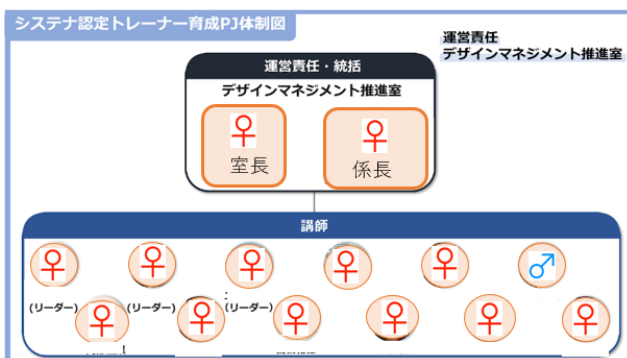 システナ認定トレーナー育成PJ体制図
運営責任
デザインマネジメント推進室
運営責任・統括
デザインマネジメント推進室
室長
係長
講師
(リーダー)
(リーダー)
(リーダー)